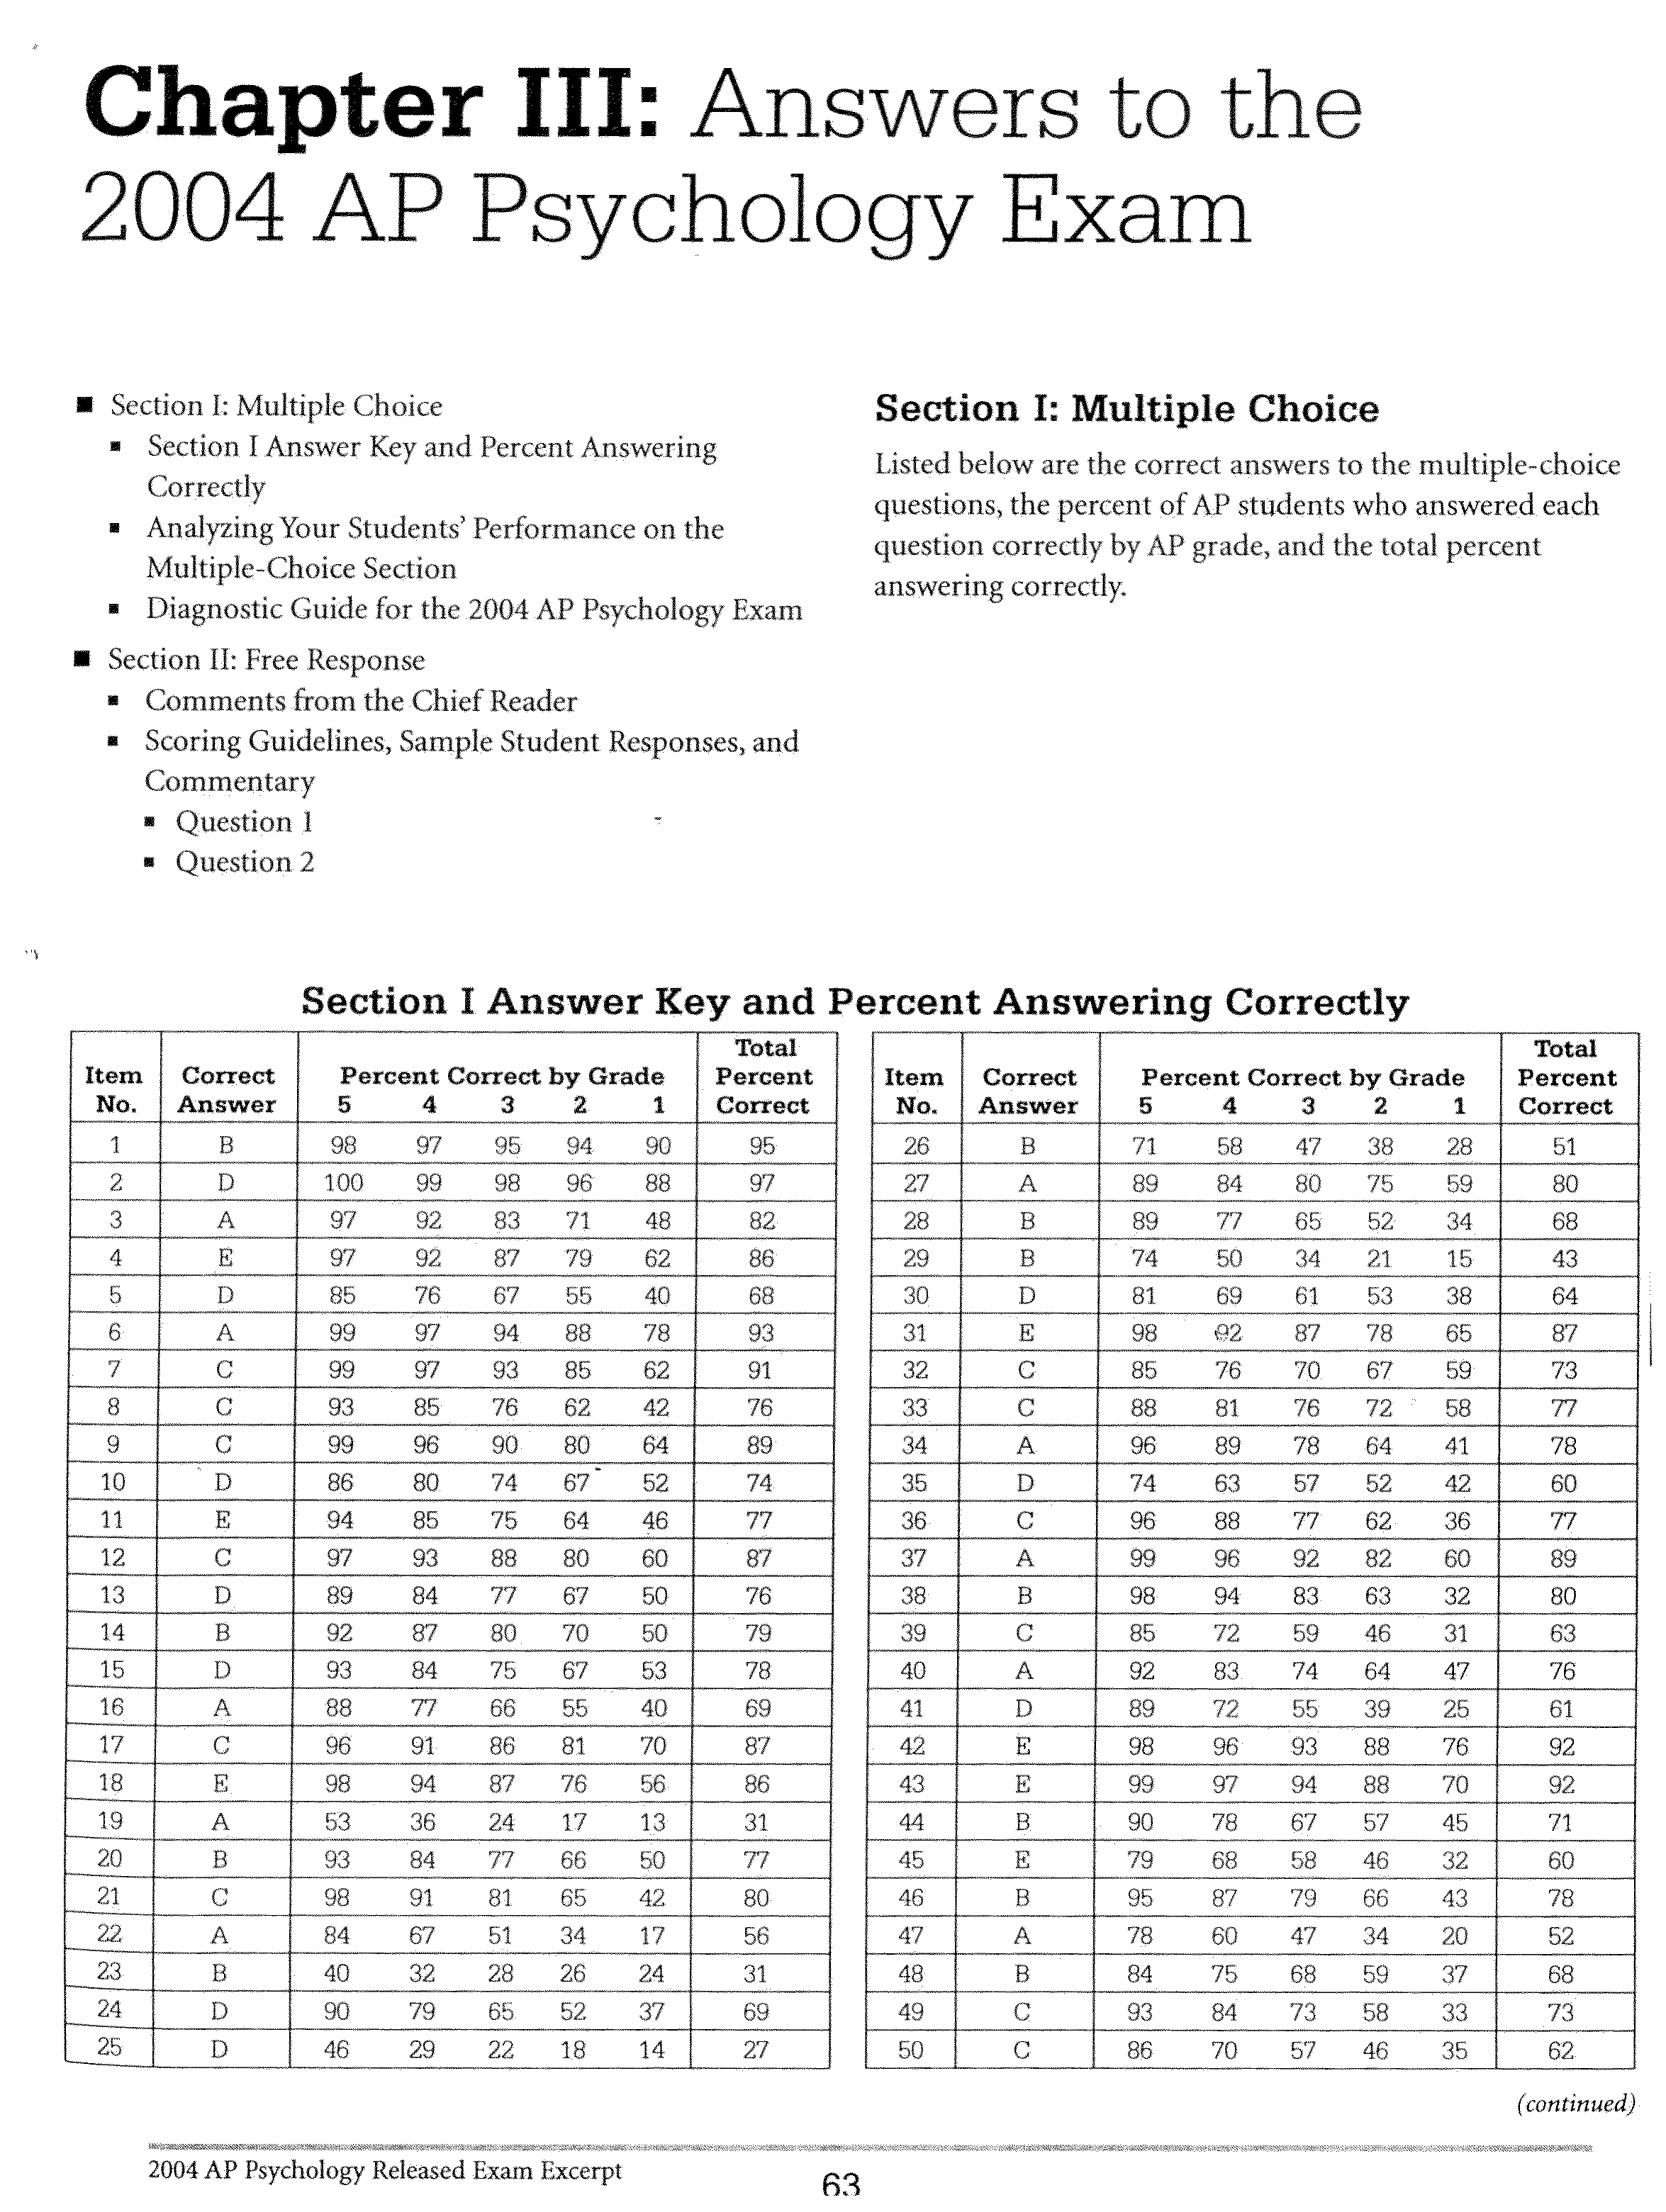 Chapter III: Answers to the
2004 AP Psychology Exam
■ Section I: Multiple Choice
▪ Section I Answer Key and Percent Answering
Correctly
▪ Analyzing Your Students' Performance on the
Multiple-Choice Section
▪ Diagnostic Guide for the 2004 AP Psychology Exam
■ Section II: Free Response
▪ Comments from the Chief Reader
▪ Scoring Guidelines, Sample Student Responses, and
Commentary
▪ Question 1
▪ Question 2
Section I: Multiple Choice
Listed below are the correct answers to the multiple-choice
questions, the percent of AP students who answered each
question correctly by AP grade, and the total percent
answering correctly.
Section I Answer Key and Percent Answering Correctly
Total
Item Correct Percent Correct by Grade Percent
No. Answer 5 4 3 2 1 Correct
1 B 98 97 95 94 90 95
2 D 100 99 98 96 88 97
3 A 97 92 83 71 48 82
4 E 97 92 87 79 62 86
5 D 85 76 67 55 40 68
6 A 99 97 94 88 78 93
7 C 99 97 93 85 62 91
8 C 93 85 76 62 42 76
9 C 99 96 90 80 64 89
10 D 86 80 74 67 52 74
11 E 94 85 75 64 46 77
12 C 97 93 88 80 60 87
13 D 89 84 77 67 50 76
14 B 92 87 80 70 50 79
15 D 93 84 75 67 53 78
16 A 88 77 66 55 40 69
17 C 96 91 86 81 70 87
18 E 98 94 87 76 56 86
19 A 53 36 24 17 13 31
20 B 93 84 77 66 50 77
21 C 98 91 81 65 42 80
22 A 84 67 51 34 17 56
23 B 40 32 28 26 24 31
24 D 90 79 65 52 37 69
25 D 46 29 22 18 14 27
Total
Item Correct Percent Correct by Grade Percent
No. Answer 5 4 3 2 1 Correct
26 B 71 58 47 38 28 51
27 A 89 84 80 75 59 80
28 B 89 77 65 52 34 68
29 B 74 50 34 21 15 43
30 D 81 69 61 53 38 64
31 E 98 92 87 78 65 87
32 C 85 76 70 67 59 73
33 C 88 81 76 72 58 77
34 A 96 89 78 64 41 78
35 D 74 63 57 52 42 60
36 C 96 88 77 62 36 77
37 A 99 96 92 82 60 89
38 B 98 94 83 63 32 80
39 C 85 72 59 46 31 63
40 A 92 83 74 64 47 76
41 D 89 72 55 39 25 61
42 E 98 96 93 88 76 92
43 E 99 97 94 88 70 92
44 B 90 78 67 57 45 71
45 E 79 68 58 46 32 60
46 B 95 87 79 66 43 78
47 A 78 60 47 34 20 52
48 B 84 75 68 59 37 68
49 C 93 84 73 58 33 73
50 C 86 70 57 46 35 62
(continued)
2004 AP Psychology Released Exam Excerpt
63